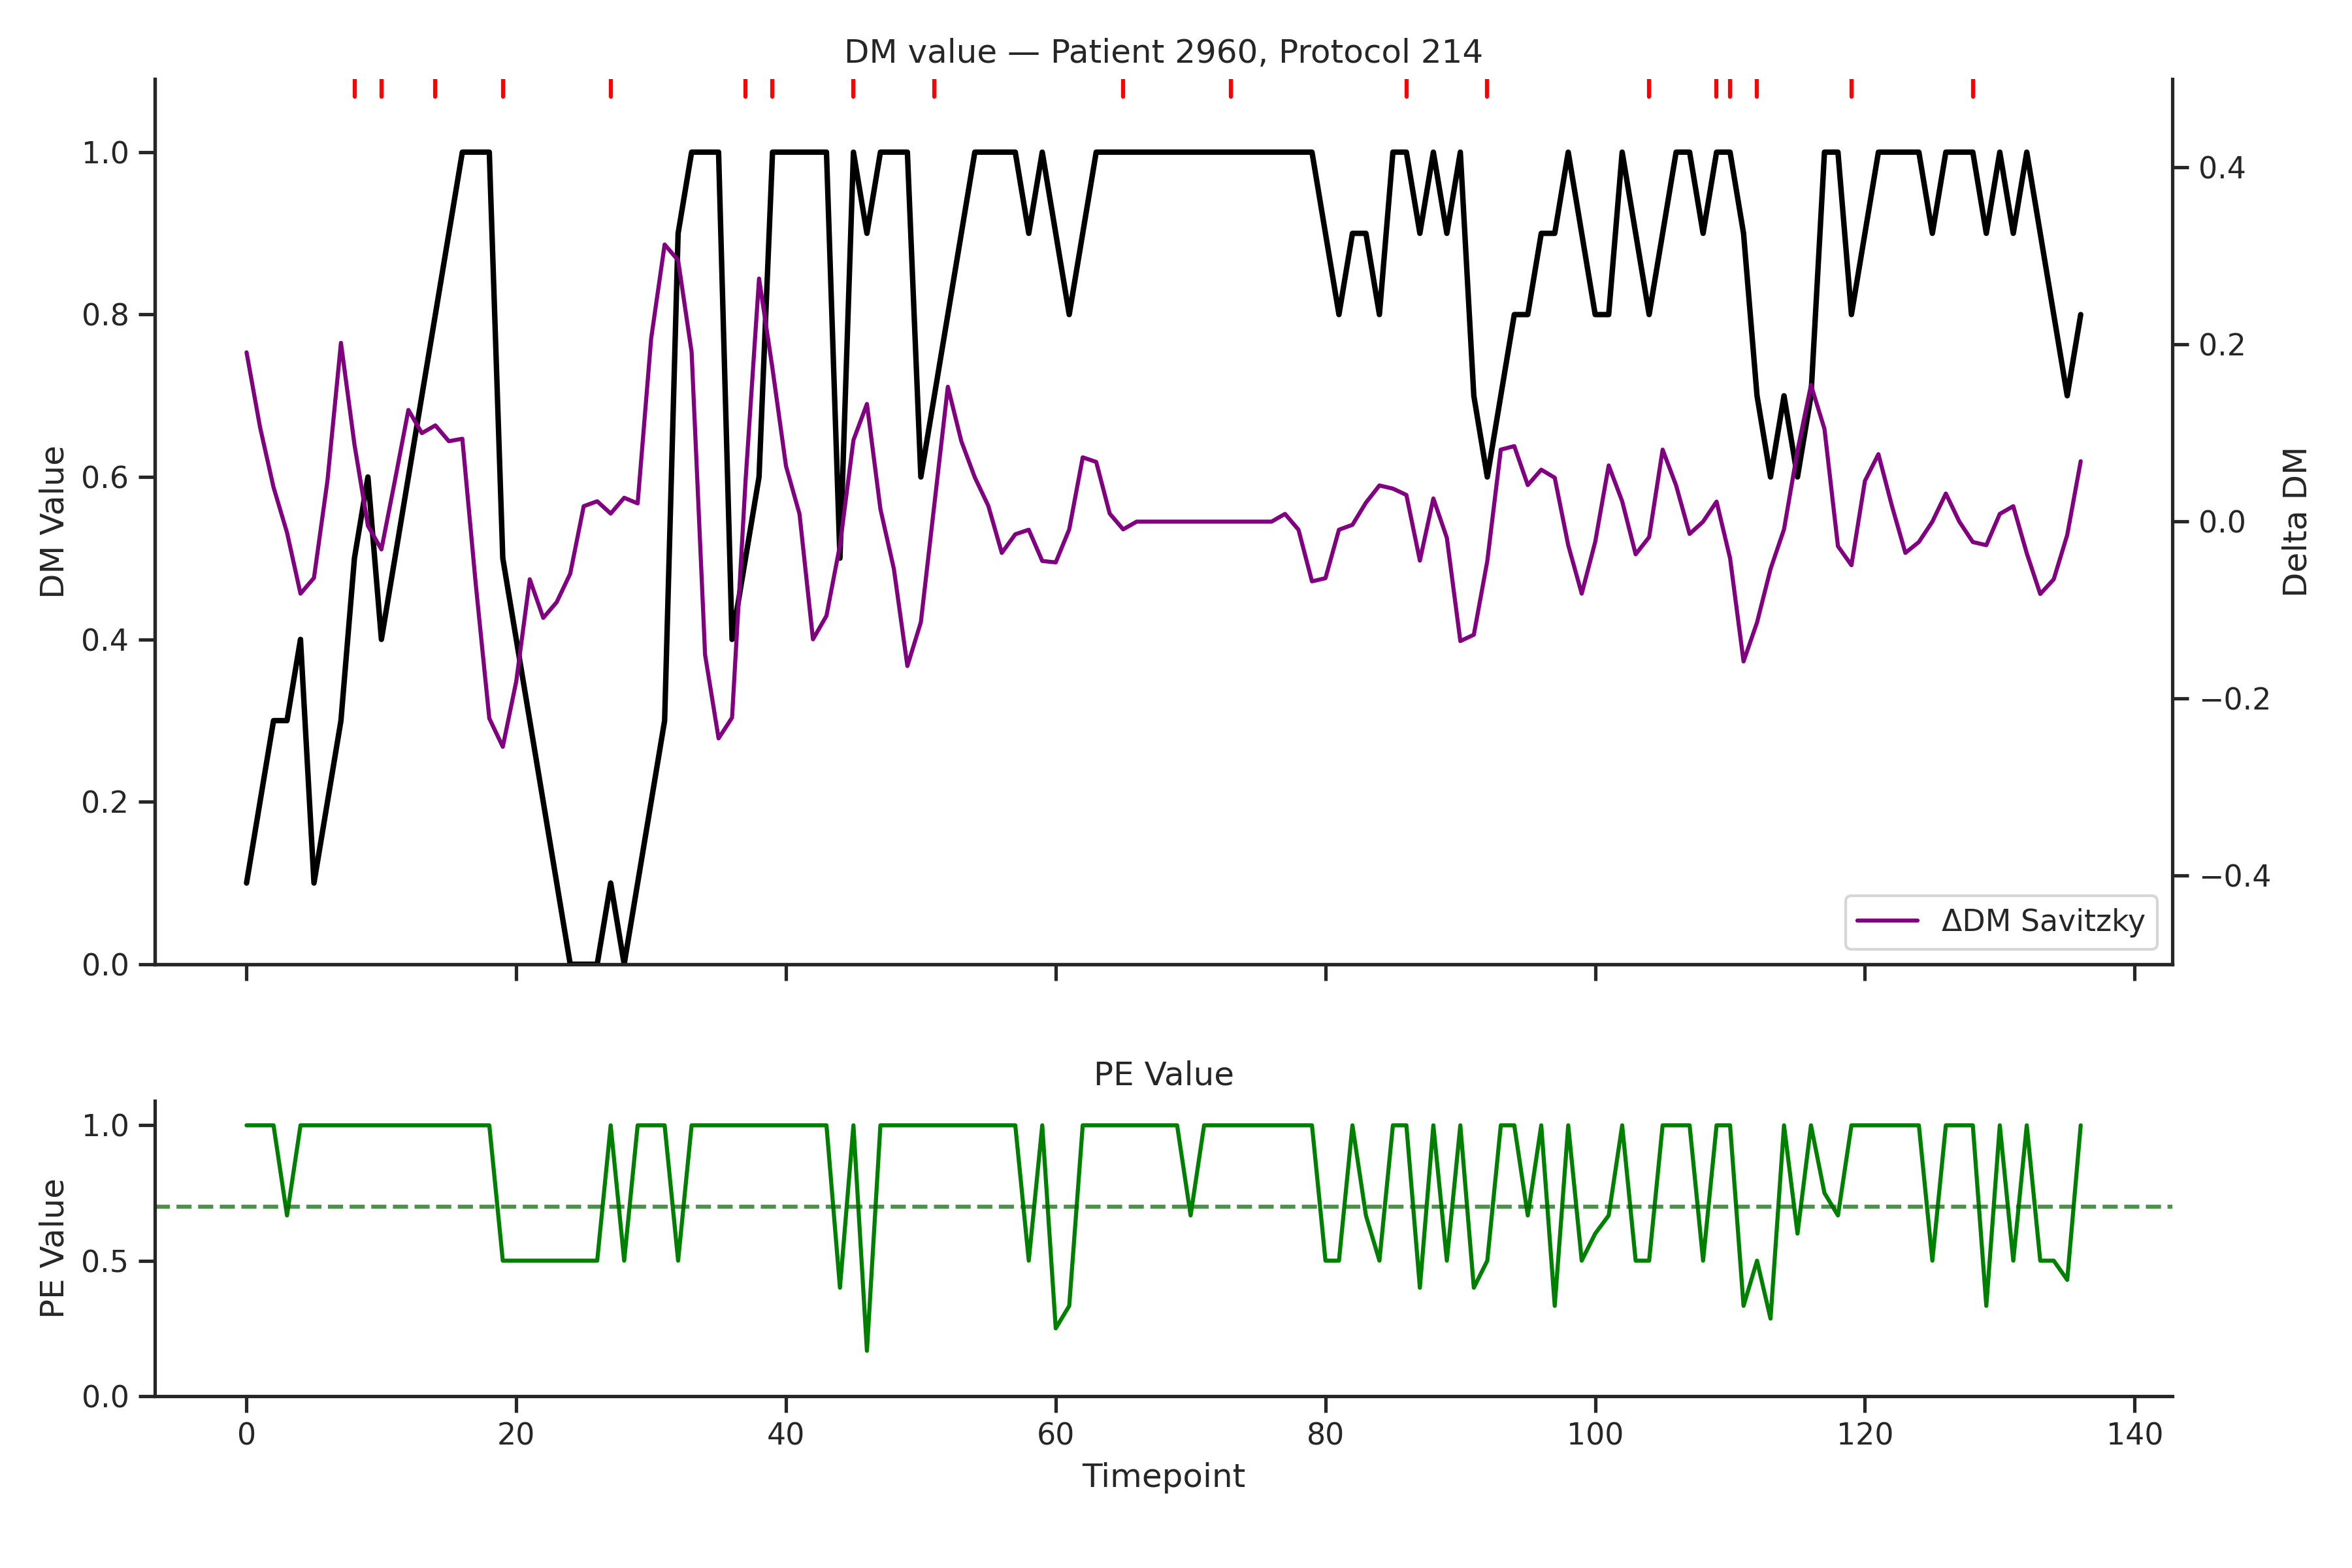 DM value — Patient 2960, Protocol 214
1.0
0.8
0.6
0.4
0.2
0.0
DM Value
0.4
0.2
0.0
−0.2
−0.4
Delta DM
ΔDM Savitzky
PE Value
1.0
0.5
0.0
PE Value
0 20 40 60 80 100 120 140
Timepoint